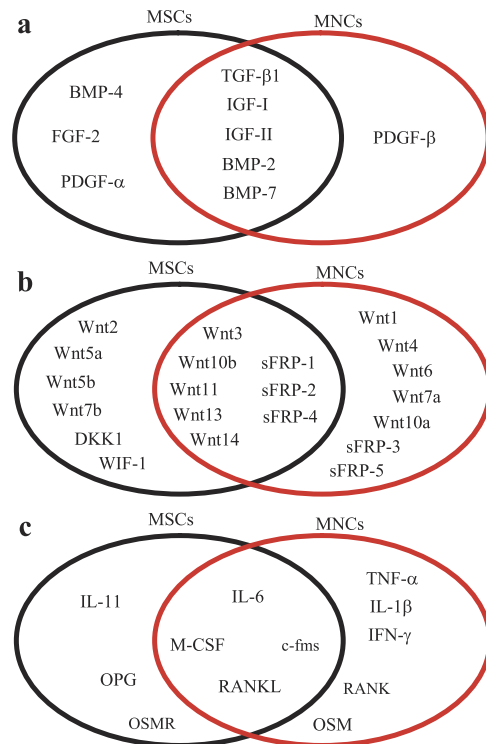 a
MSCs
MNCs
BMP-4
FGF-2
PDGF-α
TGF-β1
IGF-I
IGF-II
BMP-2
BMP-7
PDGF-β
b
MSCs
MNCs
Wnt2
Wnt5a
Wnt5b
Wnt7b
DKK1
WIF-1
Wnt3
Wnt10b
Wnt11
Wnt13
Wnt14
sFRP-1
sFRP-2
sFRP-4
Wnt1
Wnt4
Wnt6
Wnt7a
Wnt10a
sFRP-3
sFRP-5
c
MSCs
MNCs
IL-11
OPG
OSMR
IL-6
M-CSF
c-fms
RANKL
TNF-α
IL-1β
IFN-γ
RANK
OSM